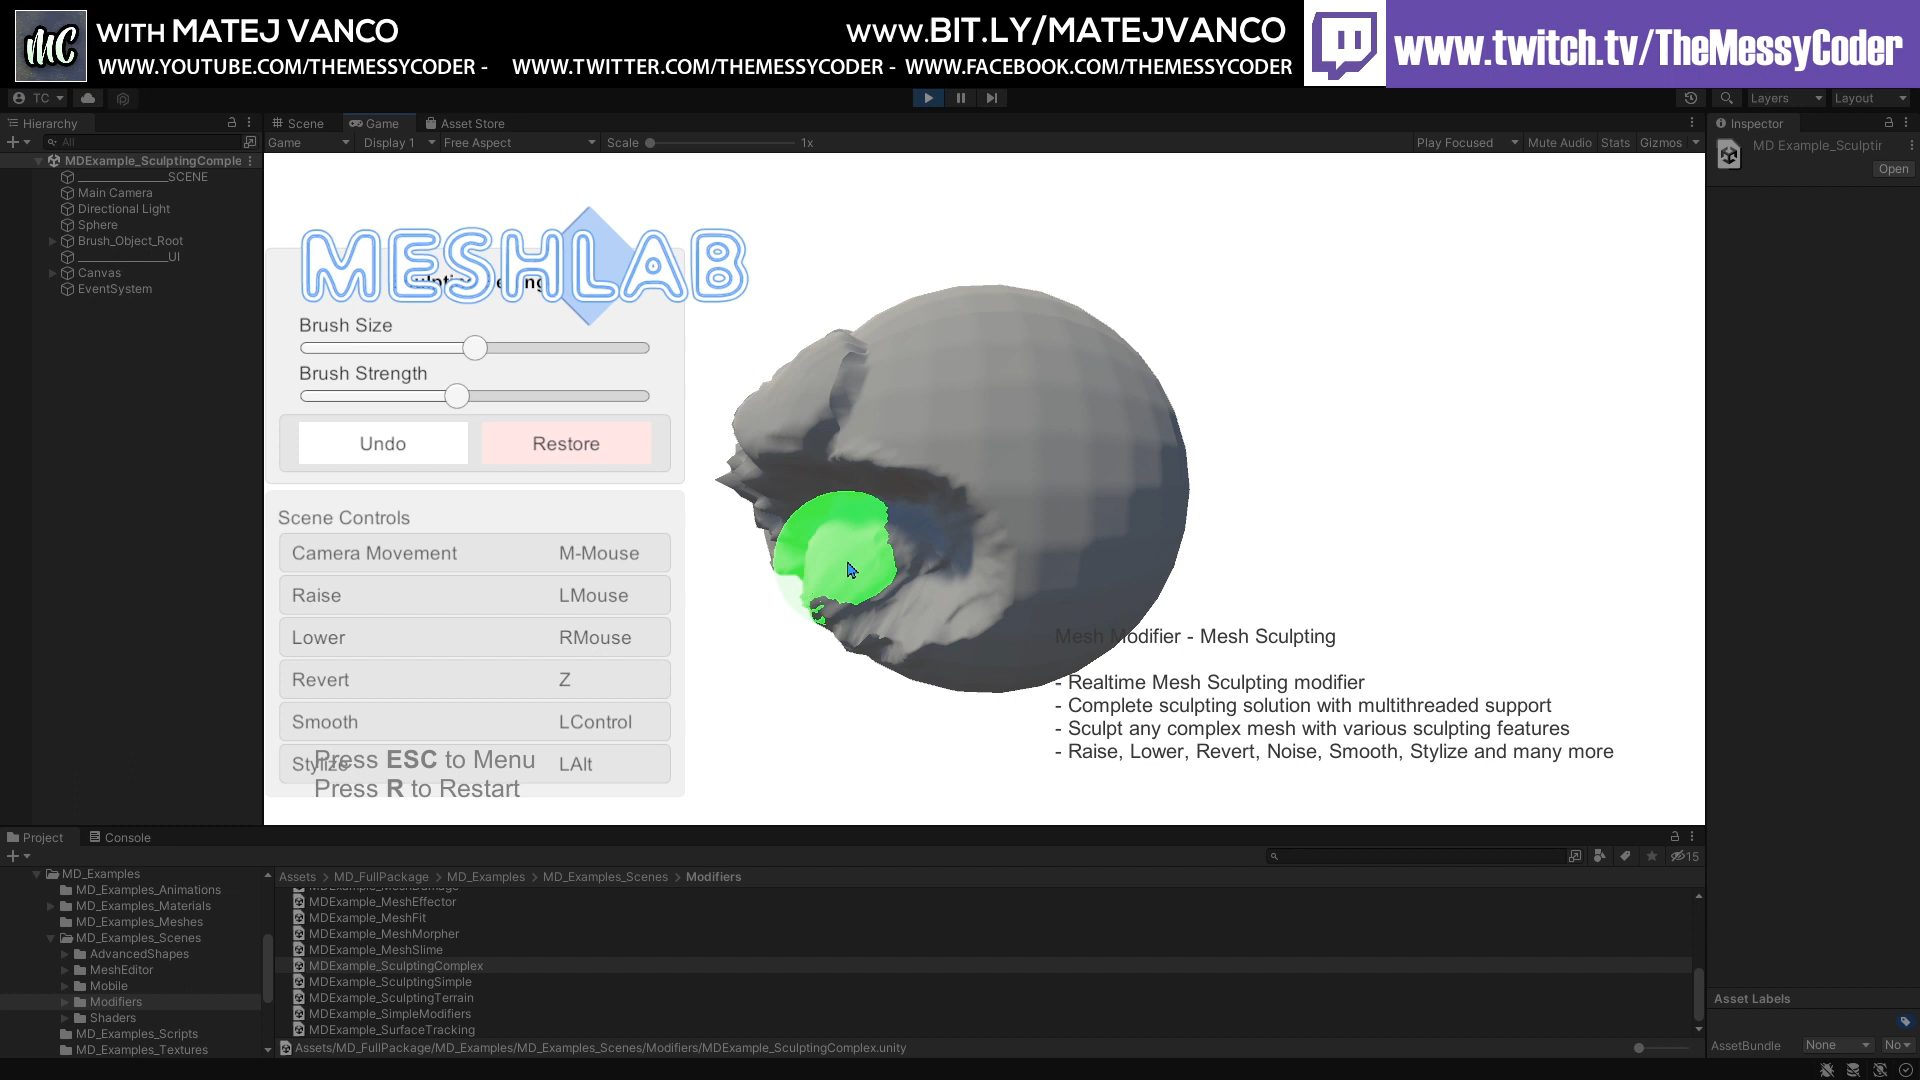 MC
WITH MATEJ VANCO
WWW.BIT.LY/MATEJVANCO
WWW.YOUTUBE.COM/THEMESSYCODER - WWW.TWITTER.COM/THEMESSYCODER - WWW.FACEBOOK.COM/THEMESSYCODER
www.twitch.tv/TheMessyCoder
TC
Layers
Layout
Hierarchy
All
MDExample_SculptingComple
______________SCENE
Main Camera
Directional Light
Sphere
Brush_Object_Root
______________UI
Canvas
EventSystem
Scene
Game
Asset Store
Game
Display 1
Free Aspect
Scale
1x
Play Focused
Mute Audio
Stats
Gizmos
Inspector
MD Example_Sculptir
Open
MESHLAB
Brush Size
Brush Strength
Undo
Restore
Scene Controls
Camera Movement M-Mouse
Raise LMouse
Lower RMouse
Revert Z
Smooth LControl
Stylize LAlt
Press ESC to Menu
Press R to Restart
Mesh Modifier - Mesh Sculpting
- Realtime Mesh Sculpting modifier
- Complete sculpting solution with multithreaded support
- Sculpt any complex mesh with various sculpting features
- Raise, Lower, Revert, Noise, Smooth, Stylize and many more
Project
Console
15
MD_Examples
MD_Examples_Animations
MD_Examples_Materials
MD_Examples_Meshes
MD_Examples_Scenes
AdvancedShapes
MeshEditor
Mobile
Modifiers
Shaders
MD_Examples_Scripts
MD_Examples_Textures
Assets > MD_FullPackage > MD_Examples > MD_Examples_Scenes > Modifiers
MDExample_MeshDamage
MDExample_MeshEffector
MDExample_MeshFit
MDExample_MeshMorpher
MDExample_MeshSlime
MDExample_SculptingComplex
MDExample_SculptingSimple
MDExample_SculptingTerrain
MDExample_SimpleModifiers
MDExample_SurfaceTracking
Assets/MD_FullPackage/MD_Examples/MD_Examples_Scenes/Modifiers/MDExample_SculptingComplex.unity
Asset Labels
AssetBundle
None
No